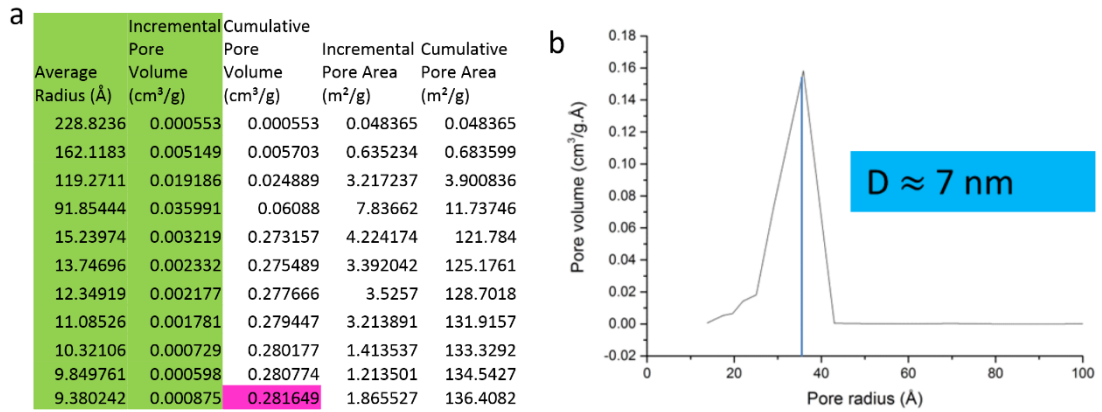 a
Average Radius (Å) Incremental Pore Volume (cm³/g) Cumulative Pore Volume (cm³/g) Incremental Pore Area (m²/g) Cumulative Pore Area (m²/g)
228.8236 0.000553 0.000553 0.048365 0.048365
162.1183 0.005149 0.005703 0.635234 0.683599
119.2711 0.019186 0.024889 3.217237 3.900836
91.85444 0.035991 0.06088 7.83662 11.73746
15.23974 0.003219 0.273157 4.224174 121.784
13.74696 0.002332 0.275489 3.392042 125.1761
12.34919 0.002177 0.277666 3.5257 128.7018
11.08526 0.001781 0.279447 3.213891 131.9157
10.32106 0.000729 0.280177 1.413537 133.3292
9.849761 0.000598 0.280774 1.213501 134.5427
9.380242 0.000875 0.281649 1.865527 136.4082
b
Pore volume (cm³/g.Å)
0.18
0.16
0.14
0.12
0.10
0.08
0.06
0.04
0.02
0.00
-0.02
D ≈ 7 nm
0 20 40 60 80 100
Pore radius (Å)